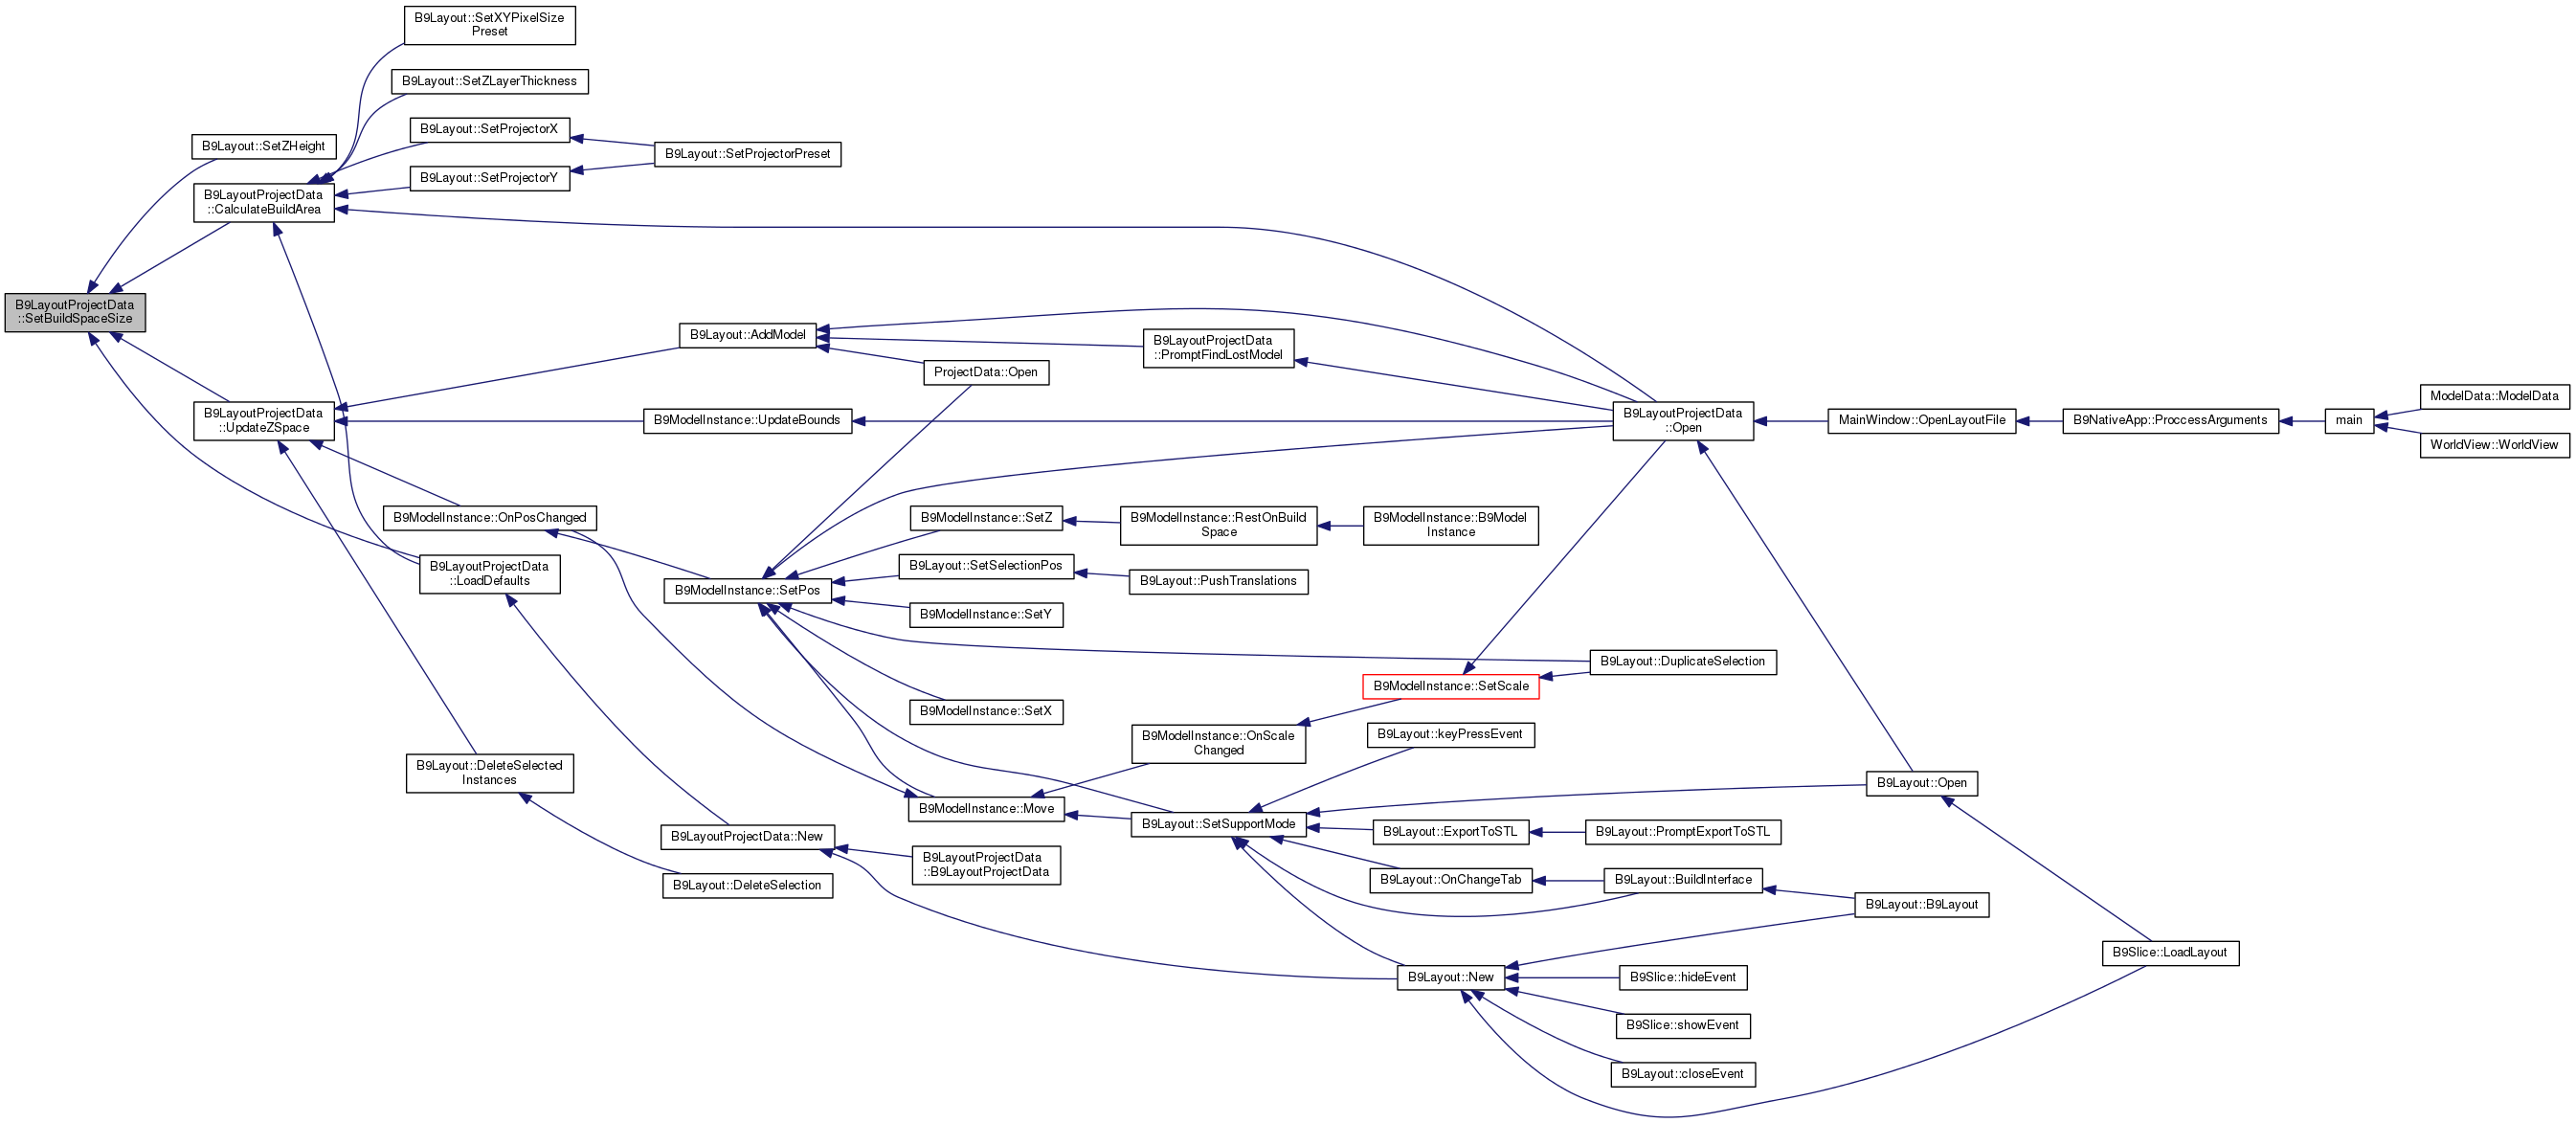 B9Layout::SetXYPixelSize
Preset
B9Layout::SetZLayerThickness
B9Layout::SetZHeight
B9Layout::SetProjectorX
B9Layout::SetProjectorPreset
B9Layout::SetProjectorY
B9LayoutProjectData
::CalculateBuildArea
B9LayoutProjectData
::SetBuildSpaceSize
B9Layout::AddModel
B9LayoutProjectData
::PromptFindLostModel
ProjectData::Open
B9LayoutProjectData
::UpdateZSpace
B9ModelInstance::UpdateBounds
B9LayoutProjectData
::Open
MainWindow::OpenLayoutFile
B9NativeApp::ProccessArguments
main
ModelData::ModelData
WorldView::WorldView
B9ModelInstance::OnPosChanged
B9ModelInstance::SetZ
B9ModelInstance::RestOnBuild
Space
B9ModelInstance::B9Model
Instance
B9LayoutProjectData
::LoadDefaults
B9ModelInstance::SetPos
B9Layout::SetSelectionPos
B9Layout::PushTranslations
B9ModelInstance::SetY
B9Layout::DuplicateSelection
B9ModelInstance::SetScale
B9ModelInstance::SetX
B9ModelInstance::OnScale
Changed
B9Layout::keyPressEvent
B9Layout::DeleteSelected
Instances
B9Layout::Open
B9ModelInstance::Move
B9Layout::SetSupportMode
B9Layout::ExportToSTL
B9Layout::PromptExportToSTL
B9LayoutProjectData::New
B9LayoutProjectData
::B9LayoutProjectData
B9Layout::DeleteSelection
B9Layout::OnChangeTab
B9Layout::BuildInterface
B9Layout::B9Layout
B9Slice::LoadLayout
B9Layout::New
B9Slice::hideEvent
B9Slice::showEvent
B9Layout::closeEvent